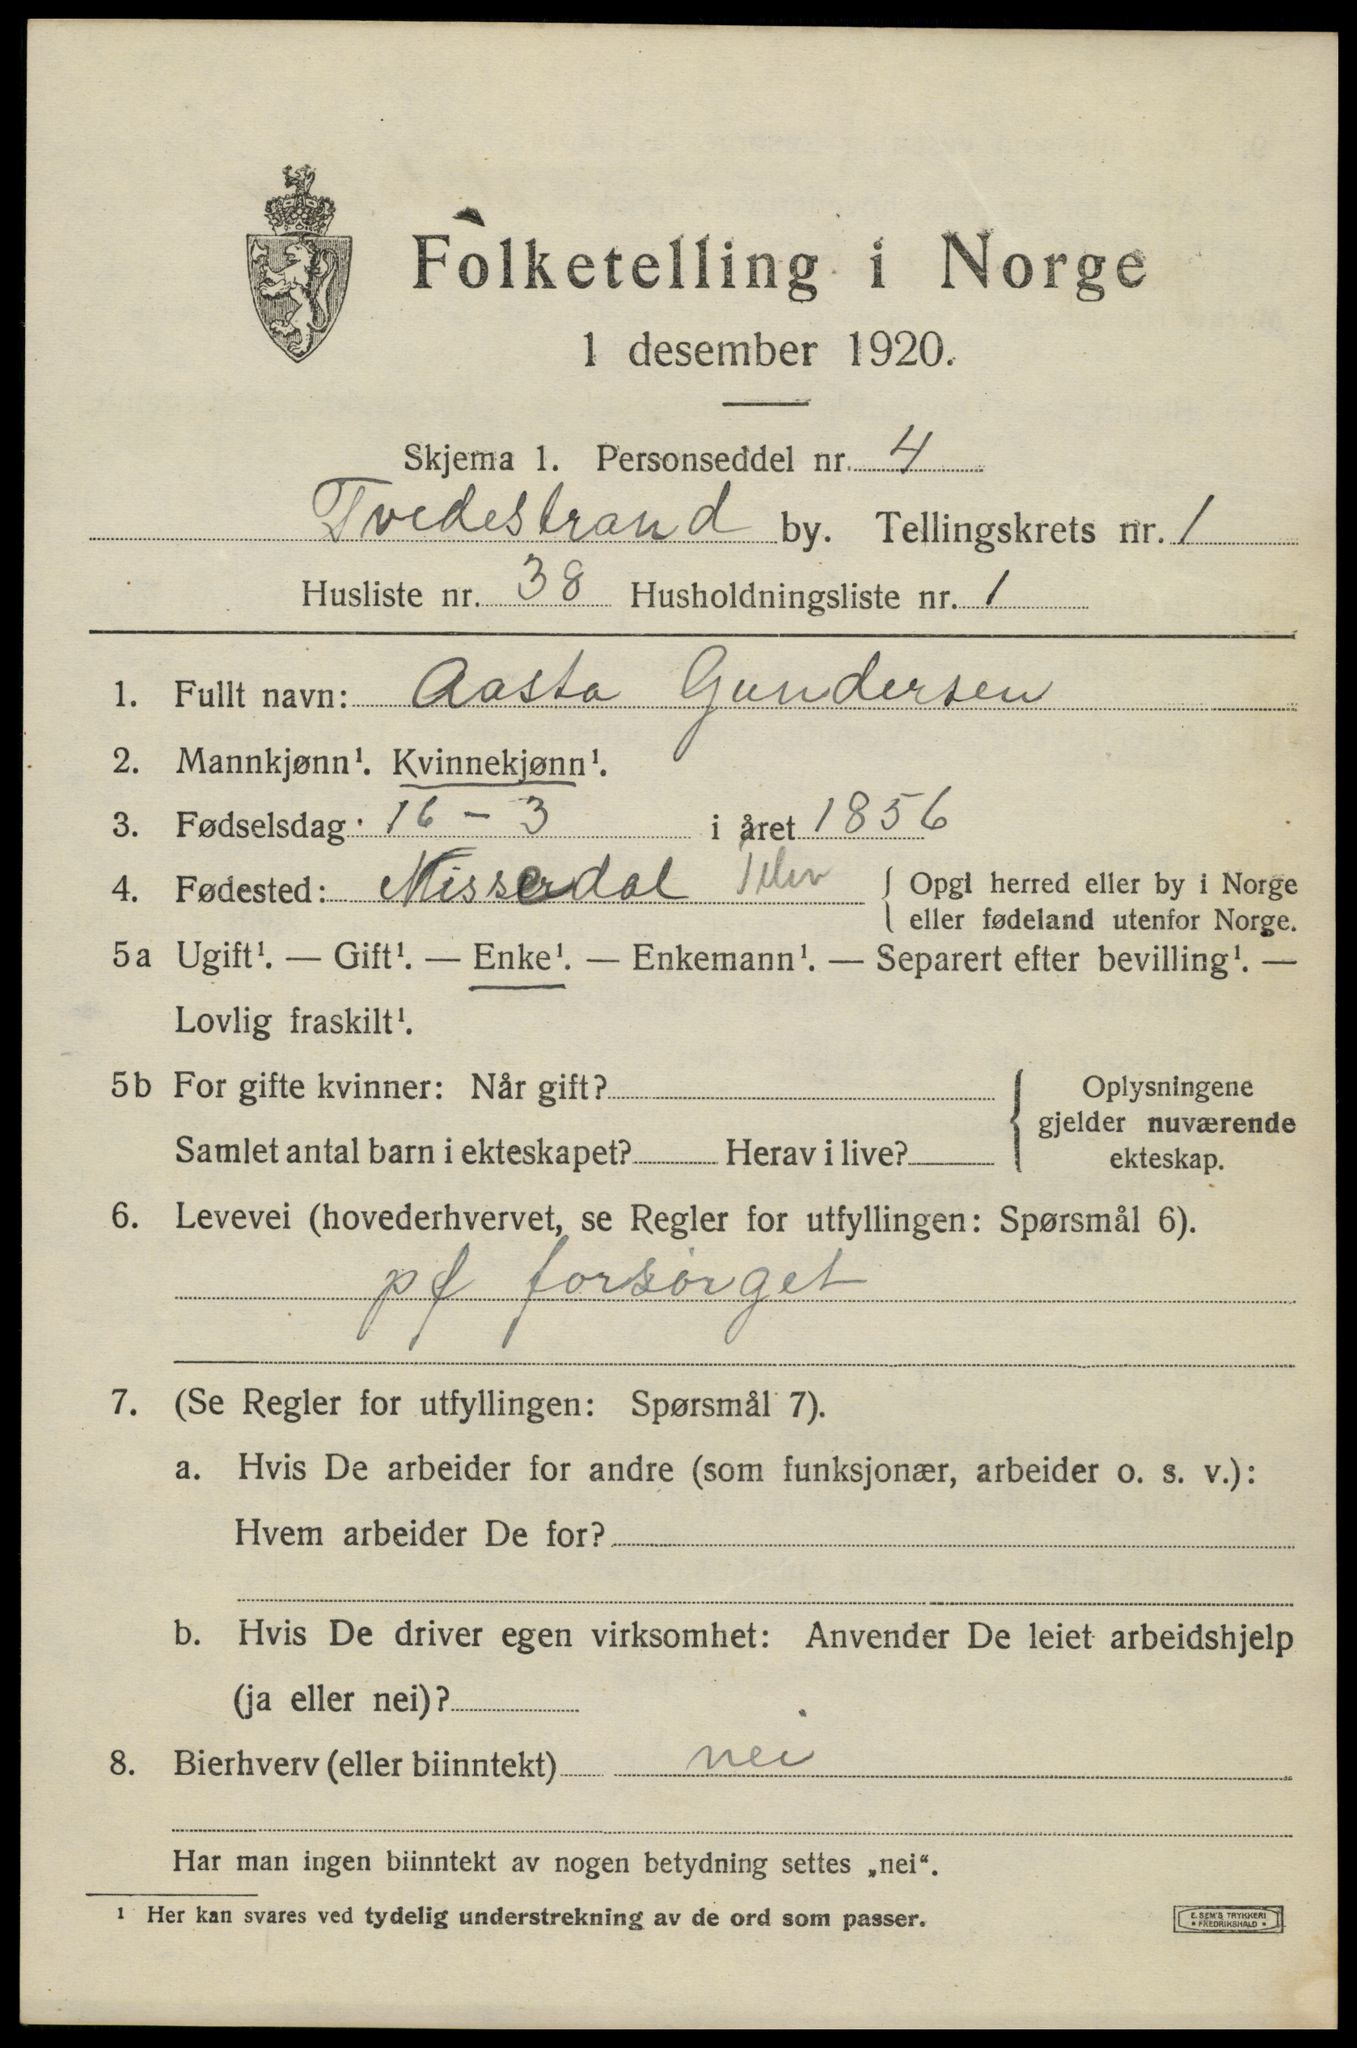 Folketelling i Norge
1 desember 1920.
Skjema 1. Personseddel nr. 4
Tvedestrand by. Tellingskrets nr. 1
Husliste nr. 38 Husholdningsliste nr. 1
1. Fullt navn: Aasta Gundersen
2. Mannkjønn¹. Kvinnekjønn¹.
3. Fødselsdag 16 - 3 i året 1856
4. Fødested: Nisserdal { Opgi herred eller by i Norge
eller fødeland utenfor Norge.
5a Ugift¹. — Gift¹. — Enke¹. — Enkemann¹. — Separert efter bevilling¹. —
Lovlig fraskilt¹.
5b For gifte kvinner: Når gift? { Oplysningene
gjelder nuværende
Samlet antal barn i ekteskapet? Herav i live? ekteskap.
6. Levevei (hovederhvervet, se Regler for utfyllingen: Spørsmål 6).
pf forsørget
7. (Se Regler for utfyllingen: Spørsmål 7).
a. Hvis De arbeider for andre (som funksjonær, arbeider o. s. v.):
Hvem arbeider De for?
b. Hvis De driver egen virksomhet: Anvender De leiet arbeidshjelp
(ja eller nei)?
8. Bierhverv (eller biinntekt) nei
Har man ingen biinntekt av nogen betydning settes „nei“.
¹ Her kan svares ved tydelig understrekning av de ord som passer.
E. SEM'S TRYKKERI
• FREDRIKSHALD •